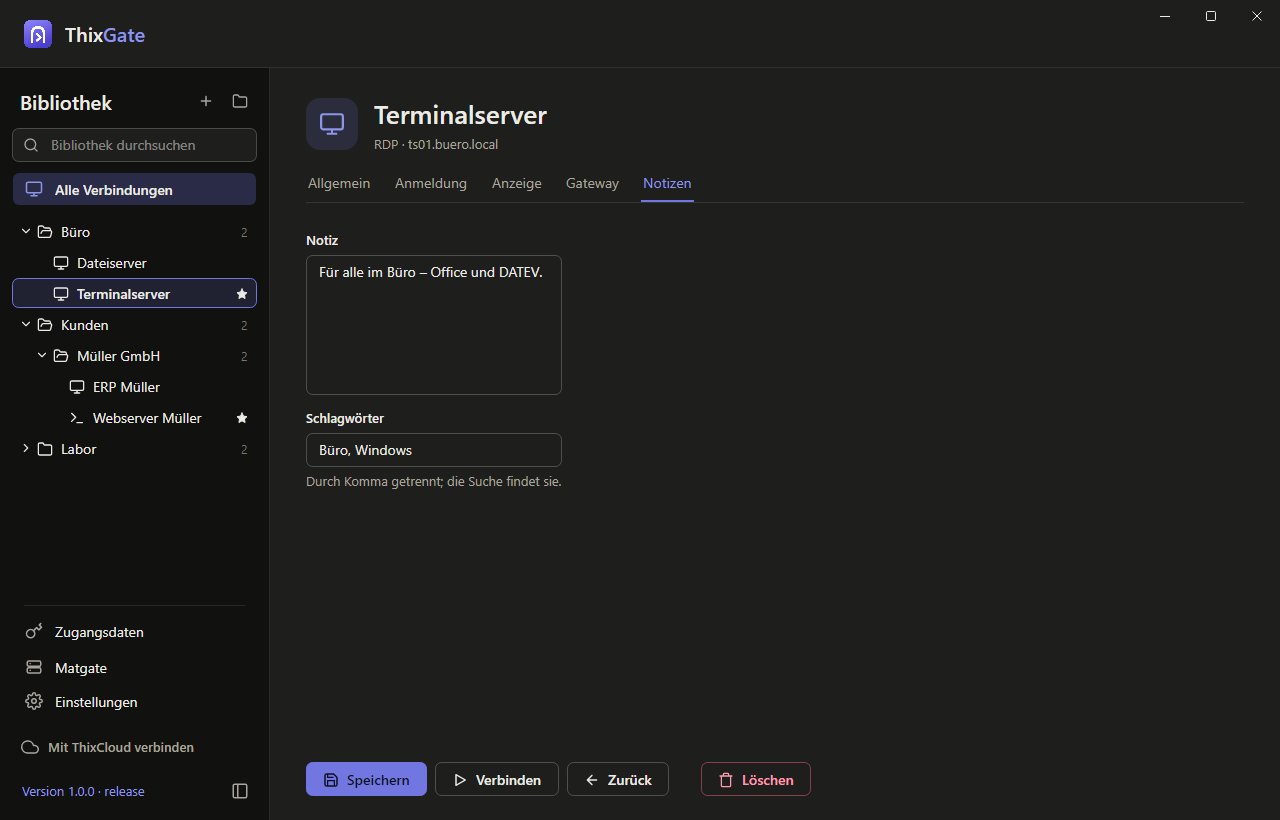 ThixGate
Bibliothek
Bibliothek durchsuchen
Alle Verbindungen
Büro 2
Dateiserver
Terminalserver
Kunden 2
Müller GmbH 2
ERP Müller
Webserver Müller
Labor 2
Zugangsdaten
Matgate
Einstellungen
Mit ThixCloud verbinden
Version 1.0.0 · release
Terminalserver
RDP · ts01.buero.local
Allgemein Anmeldung Anzeige Gateway Notizen
Notiz
Für alle im Büro – Office und DATEV.
Schlagwörter
Büro, Windows
Durch Komma getrennt; die Suche findet sie.
Speichern Verbinden Zurück Löschen